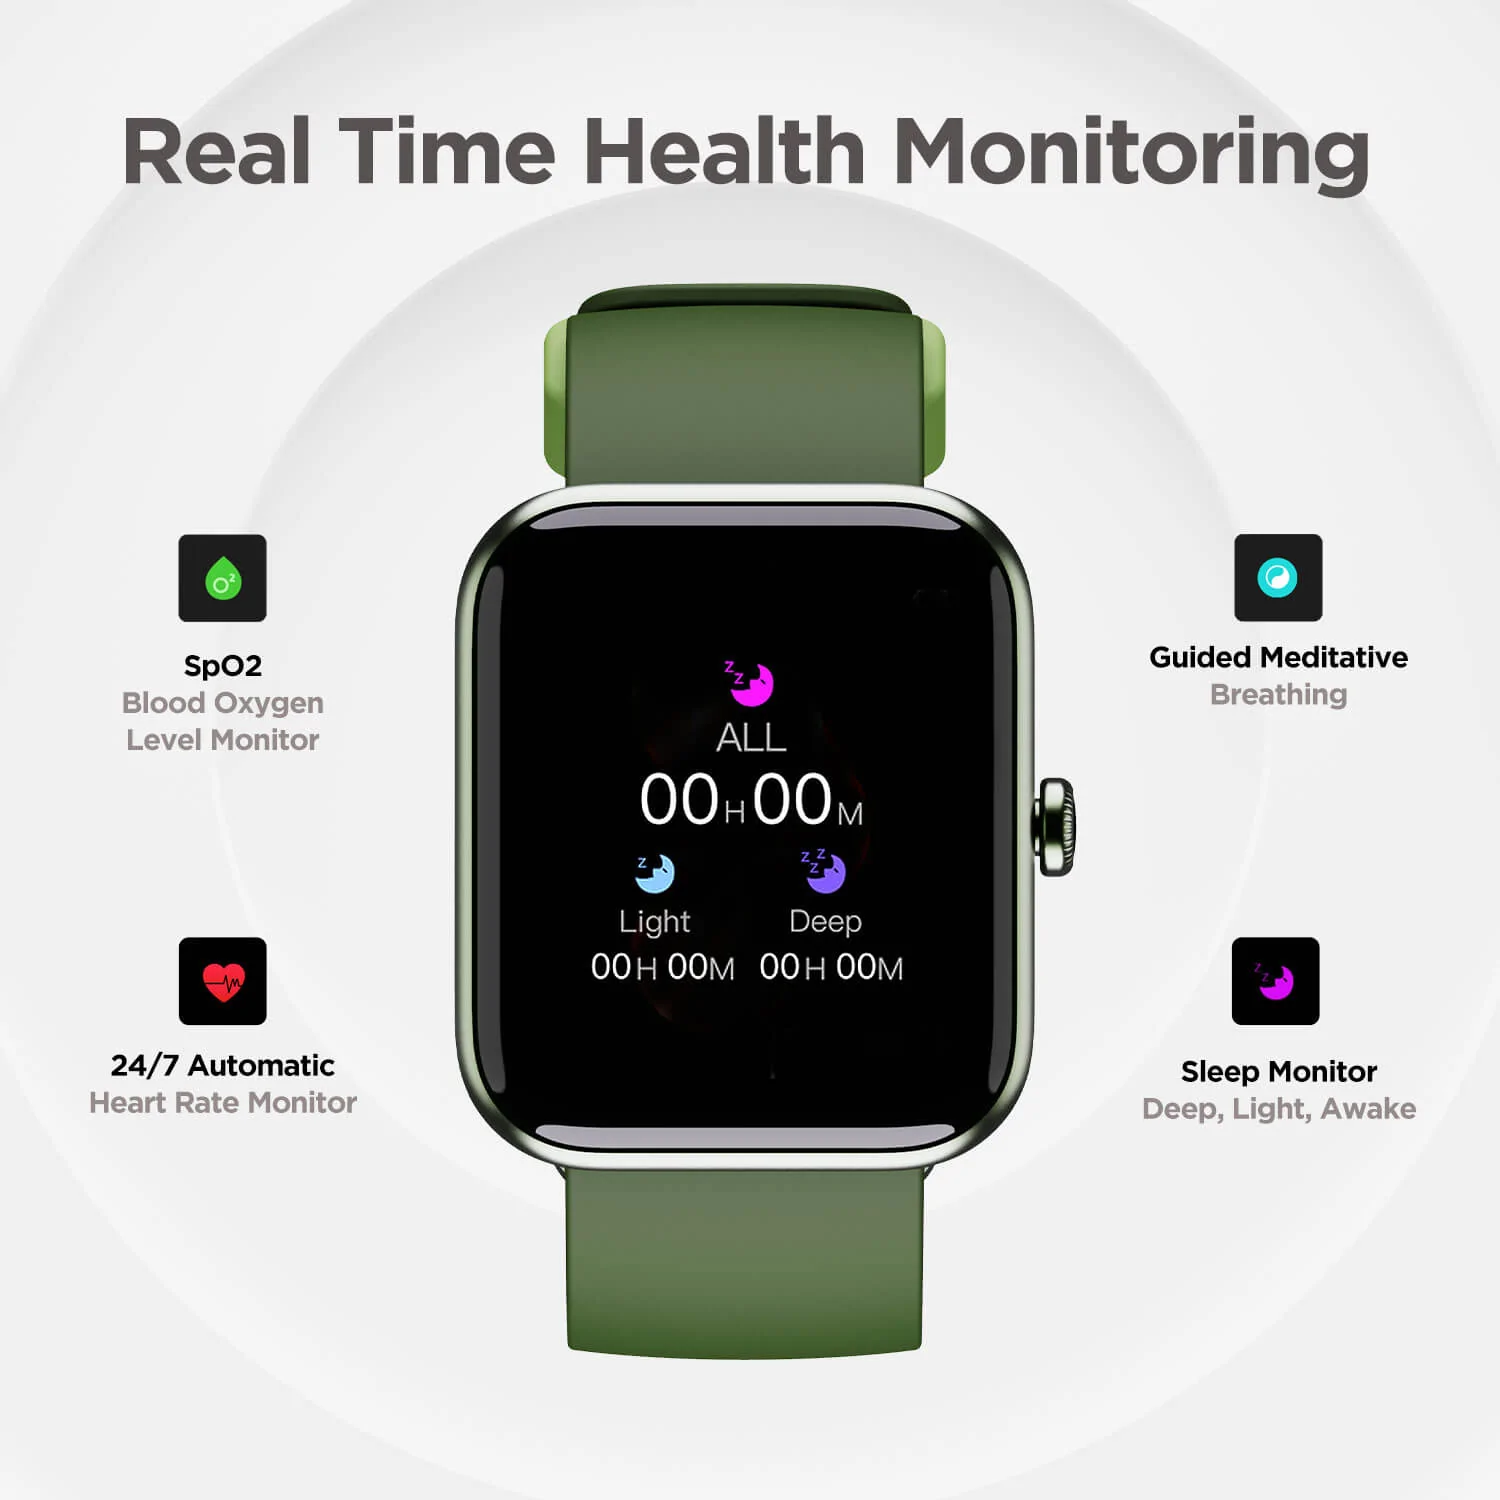 Real Time Health Monitoring
O2
SpO2
Blood Oxygen
Level Monitor
Guided Meditative
Breathing
z z
ALL
00H00M
z
z z z
Light
Deep
00H 00M
00H 00M
24/7 Automatic
Heart Rate Monitor
z z
Sleep Monitor
Deep, Light, Awake